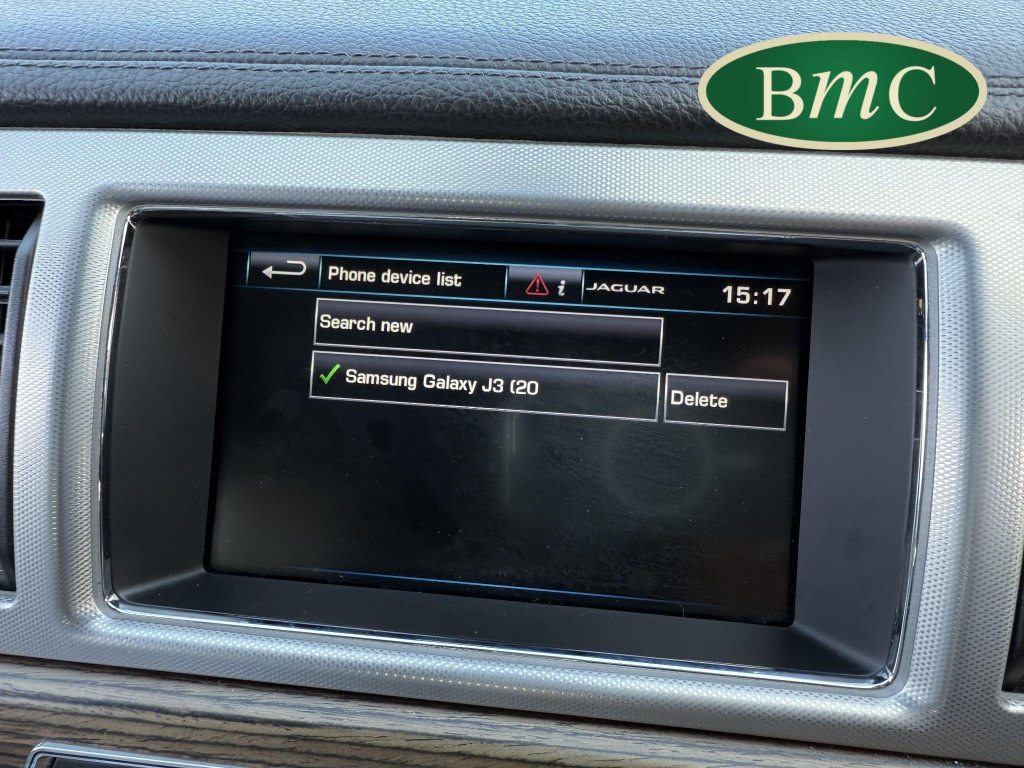 BmC
Phone device list
i
JAGUAR
15:17
Search new
Samsung Galaxy J3 (20
Delete